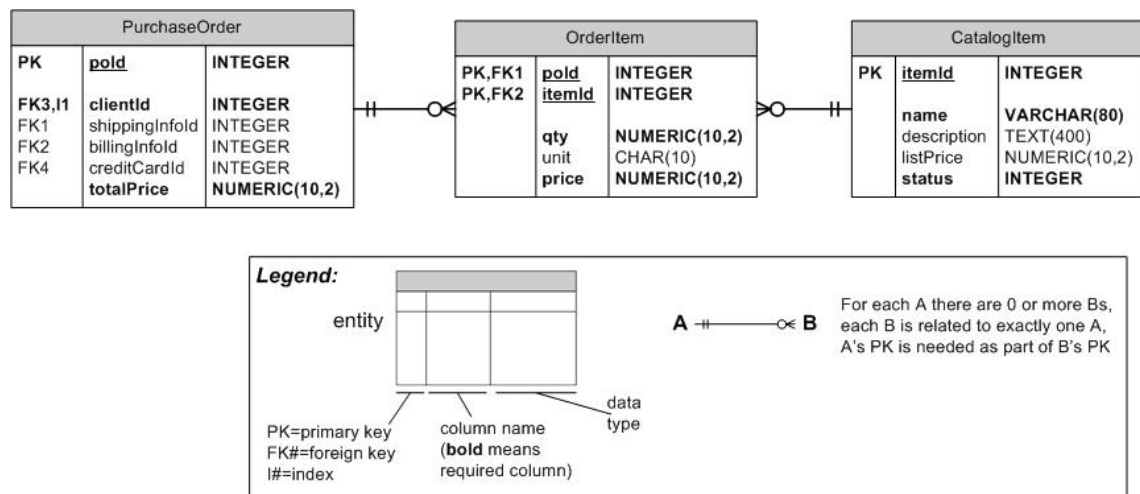 PurchaseOrder
PK poId INTEGER
FK3,I1 clientId INTEGER
FK1 shippingInfoId INTEGER
FK2 billingInfoId INTEGER
FK4 creditCardId INTEGER
totalPrice NUMERIC(10,2)
OrderItem
PK,FK1 poId INTEGER
PK,FK2 itemId INTEGER
qty NUMERIC(10,2)
unit CHAR(10)
price NUMERIC(10,2)
CatalogItem
PK itemId INTEGER
name VARCHAR(80)
description TEXT(400)
listPrice NUMERIC(10,2)
status INTEGER
Legend:
entity
PK=primary key
FK#=foreign key
I#=index
column name
(bold means
required column)
data
type
A B
For each A there are 0 or more Bs,
each B is related to exactly one A,
A's PK is needed as part of B's PK